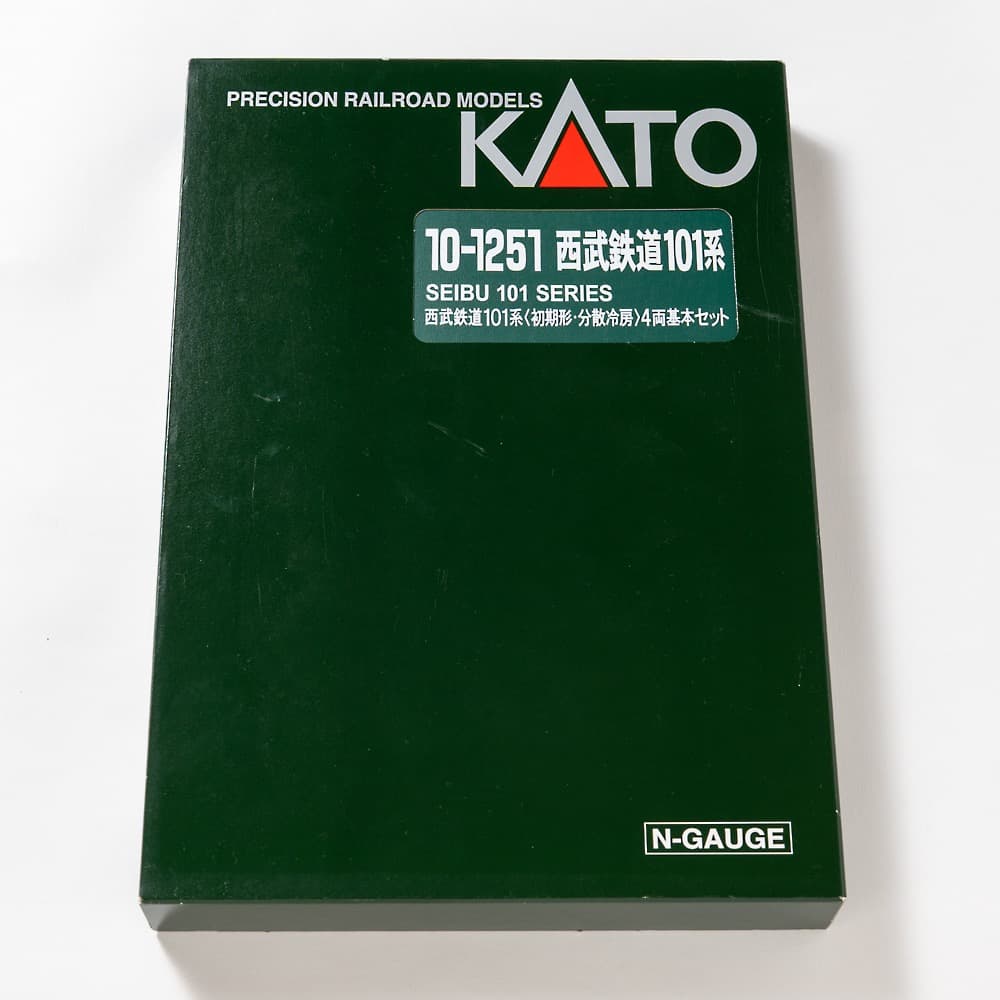 PRECISION RAILROAD MODELS
KATO
10-1251 西武鉄道101系
SEIBU 101 SERIES
西武鉄道101系〈初期形·分散冷房〉4両基本セット
N-GAUGE